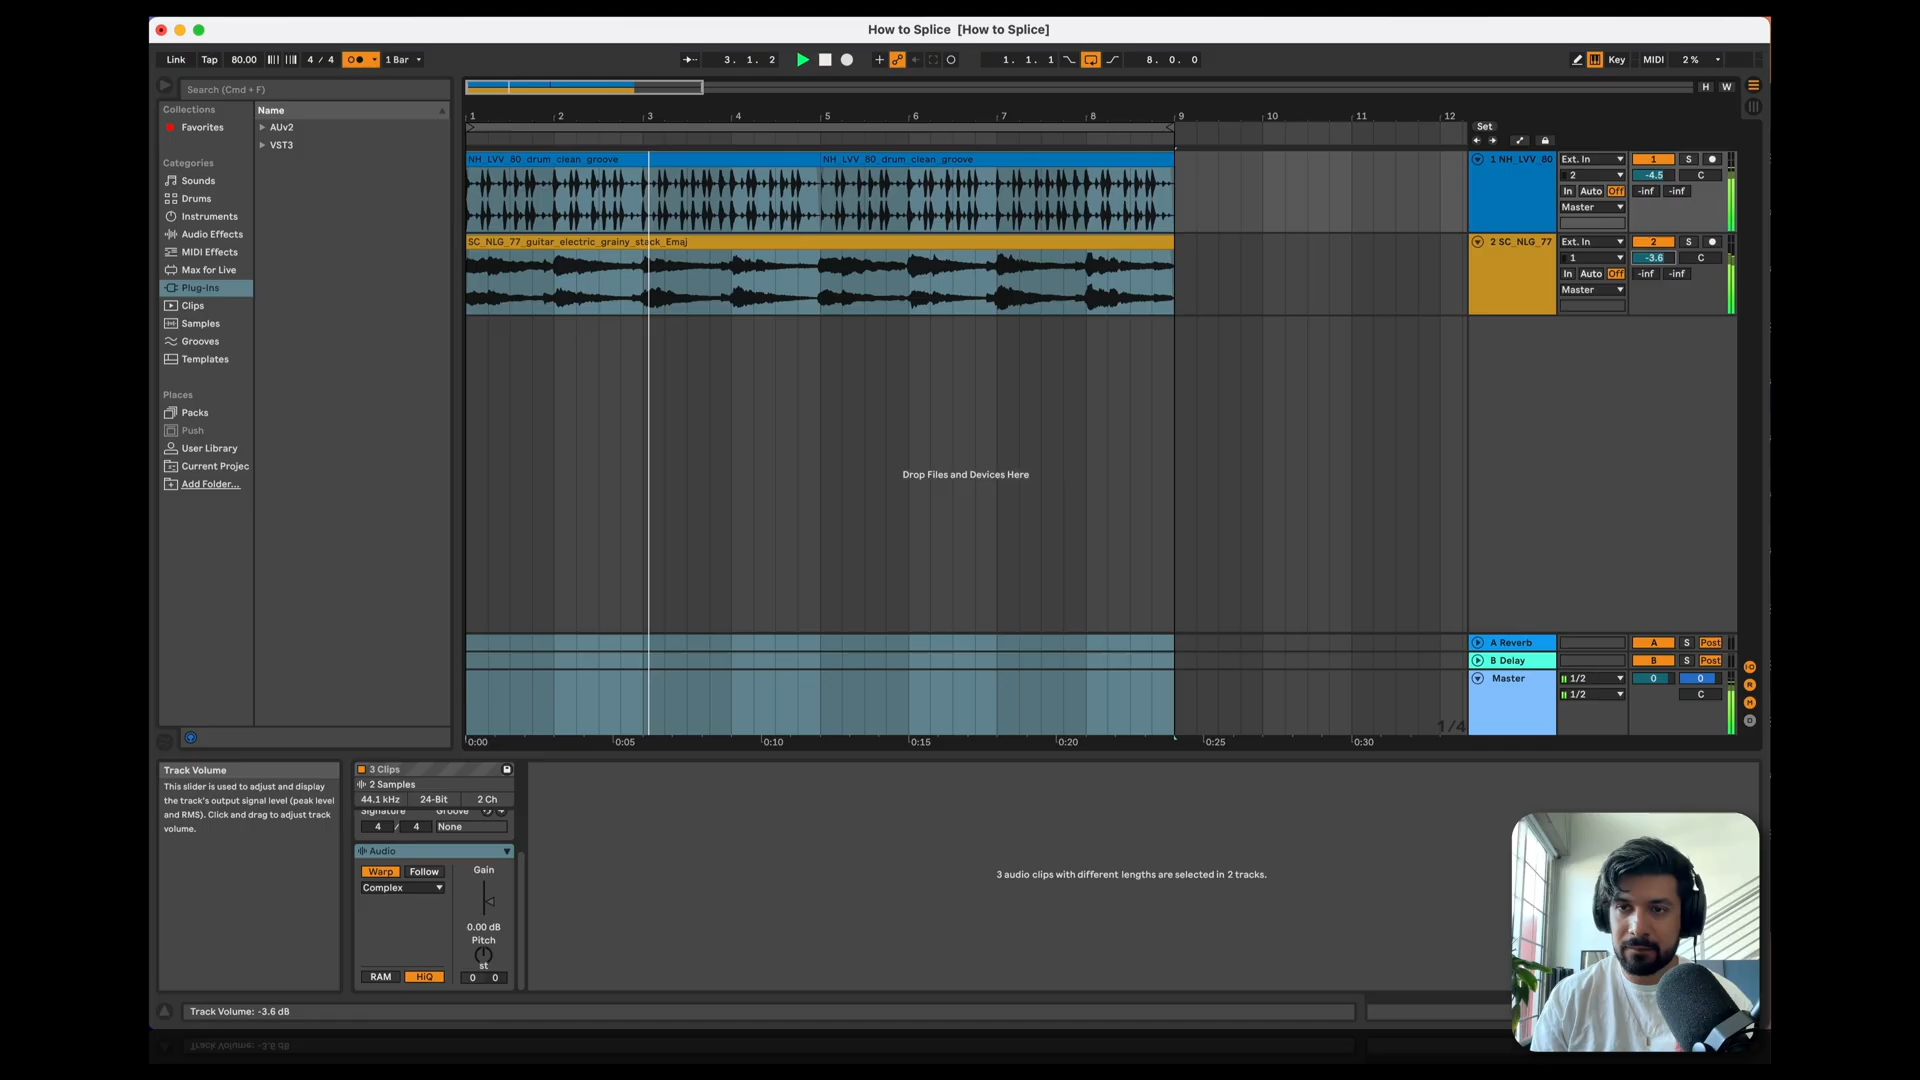 How to Splice [How to Splice]
Link Tap 80.00 4 / 4 1 Bar 3. 1. 2 1. 1. 1 8. 0. 0 Key MIDI 2 %
Search (Cmd + F)
H W
Collections
Favorites
Categories
Sounds
Drums
Instruments
Audio Effects
MIDI Effects
Max for Live
Plug-Ins
Clips
Samples
Grooves
Templates
Places
Packs
Push
User Library
Current Projec
Add Folder...
Name
AUv2
VST3
1 2 3 4 5 6 7 8 9 10 11 12
Set
NH_LVV_80_drum_clean_groove NH_LVV_80_drum_clean_groove
SC_NLG_77_guitar_electric_grainy_stack_Emaj
1 NH_LVV_80 Ext. In 1 S
2 -4.5 C
In Auto Off -inf -inf
Master
2 SC_NLG_77 Ext. In 2 S
1 -3.6 C
In Auto Off -inf -inf
Master
Drop Files and Devices Here
A Reverb A S Post
B Delay B S Post
Master 1/2 0 0
1/2 C
1/4
0:00 0:05 0:10 0:15 0:20 0:25 0:30
Track Volume
This slider is used to adjust and display
the track's output signal level (peak level
and RMS). Click and drag to adjust track
volume.
3 Clips
2 Samples
44.1 kHz 24-Bit 2 Ch
Signature Groove
4 / 4 None
Audio
Warp Follow Gain
Complex
0.00 dB
Pitch
st
RAM HiQ 0 0
3 audio clips with different lengths are selected in 2 tracks.
Track Volume: -3.6 dB